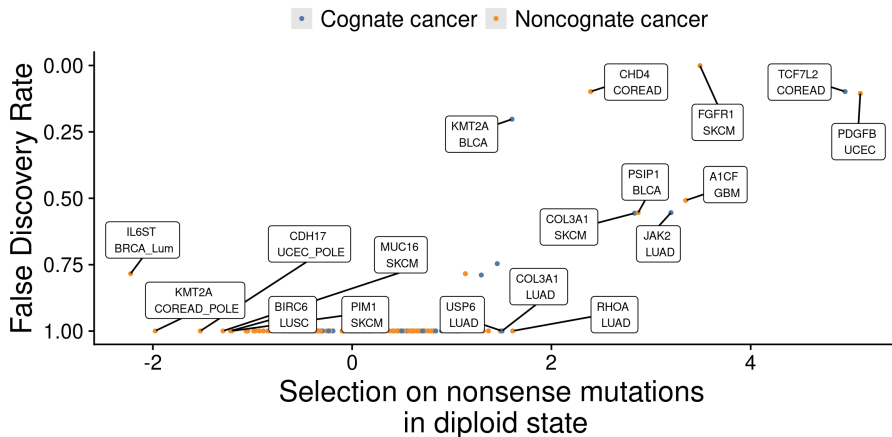 Cognate cancer
Noncognate cancer
False Discovery Rate
0.00
0.25
0.50
0.75
1.00
CHD4
COREAD
TCF7L2
COREAD
FGFR1
SKCM
PDGFB
UCEC
KMT2A
BLCA
PSIP1
BLCA
A1CF
GBM
COL3A1
SKCM
JAK2
LUAD
IL6ST
BRCA_Lum
CDH17
UCEC_POLE
MUC16
SKCM
KMT2A
COREAD_POLE
COL3A1
LUAD
BIRC6
LUSC
PIM1
SKCM
USP6
LUAD
RHOA
LUAD
-2
0
2
4
Selection on nonsense mutations
in diploid state